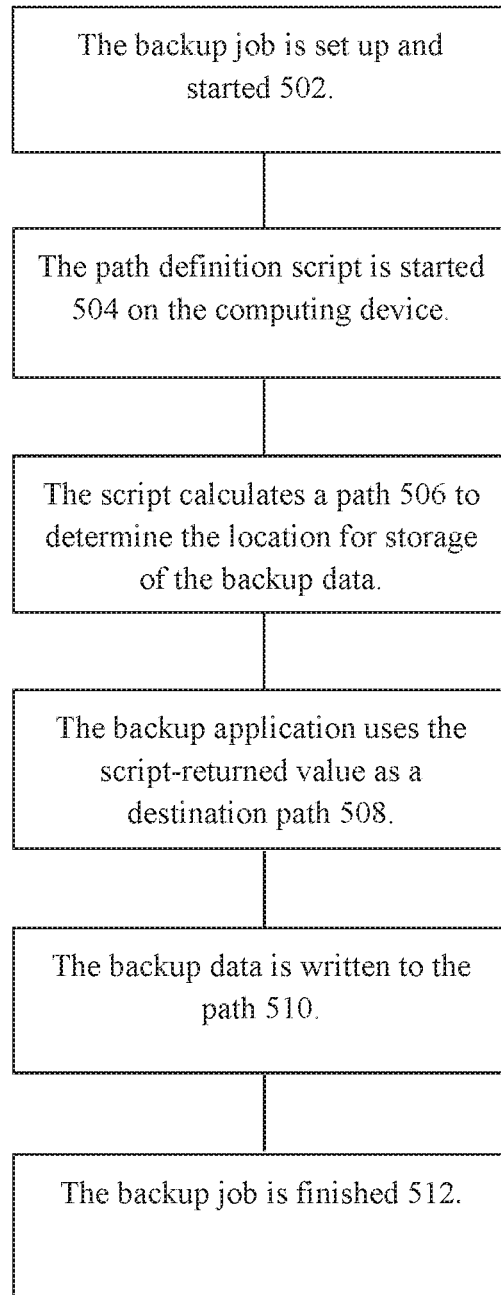 The backup job is set up and
started 502.
The path definition script is started
504 on the computing device.
The script calculates a path 506 to
determine the location for storage
of the backup data.
The backup application uses the
script-returned value as a
destination path 508.
The backup data is written to the
path 510.
The backup job is finished 512.